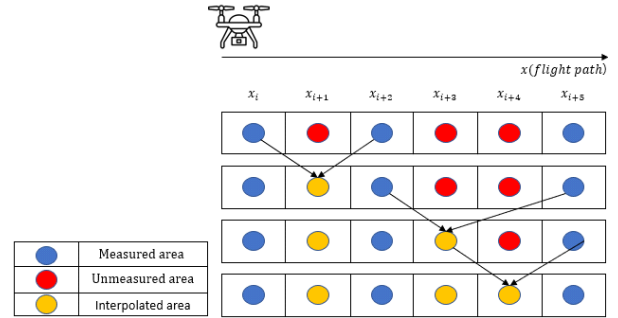 x(flight path)
x_i x_{i+1} x_{i+2} x_{i+3} x_{i+4} x_{i+5}
Measured area
Unmeasured area
Interpolated area